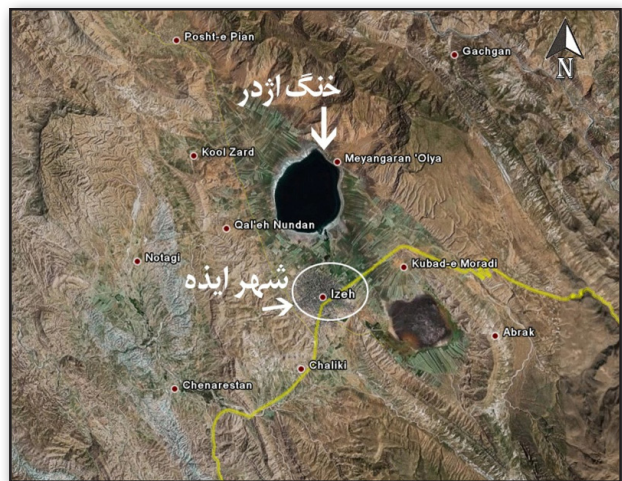 Posht-e Pian
Gachgan
N
خنگ اژدر
Kool Zard
Meyangaran 'Olya
Qal'eh Nundan
Notagi
شهر ایذه
Kubad-e Moradi
Izeh
Abrak
Chaliki
Chenarestan